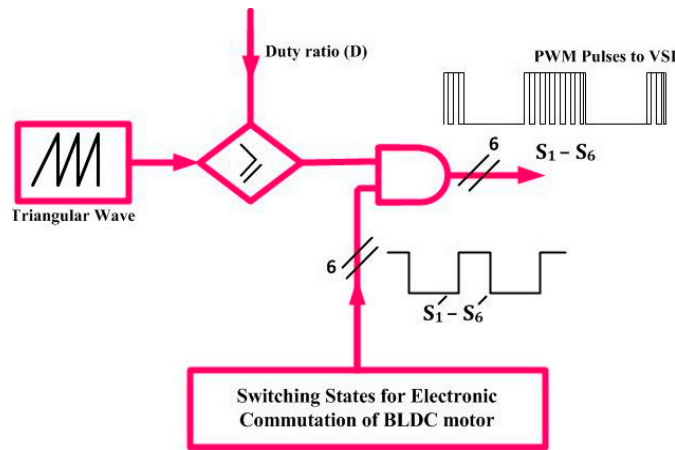 Duty ratio (D)
PWM Pulses to VSI
≥
6
S₁ – S₆
Triangular Wave
6
S₁ – S₆
Switching States for Electronic
Commutation of BLDC motor